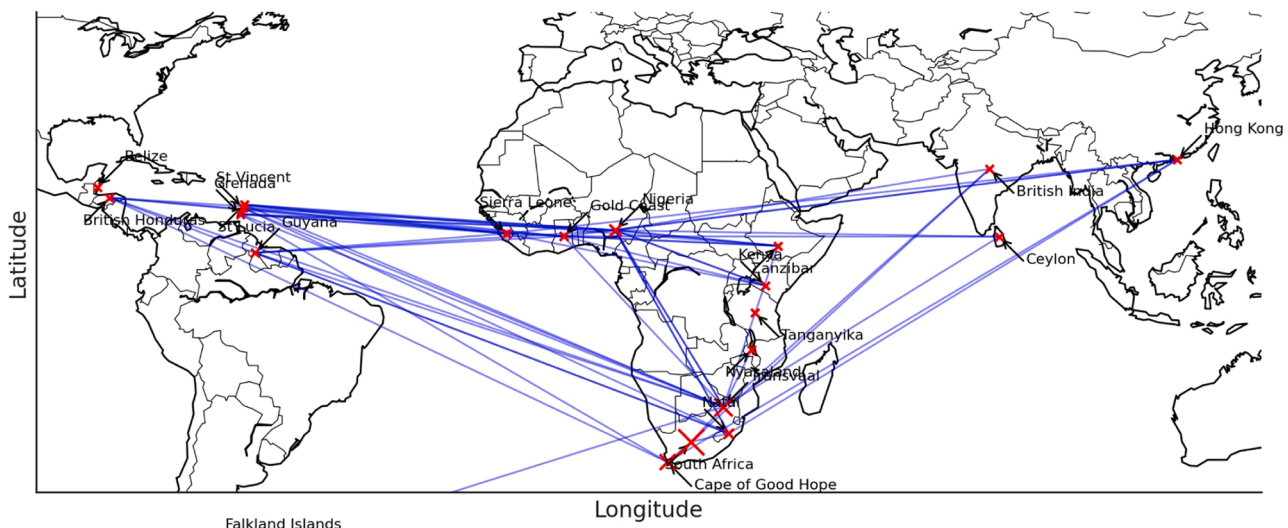 Hong Kong
Belize
St Vincent
Grenada
British India
Sierra Leone
Gold Coast
Nigeria
British Honduras
St Lucia
Guyana
Kenya
Zanzibar
Ceylon
Latitude
Tanganyika
Nyasaland
Transvaal
Natal
South Africa
Cape of Good Hope
Longitude
Falkland Islands